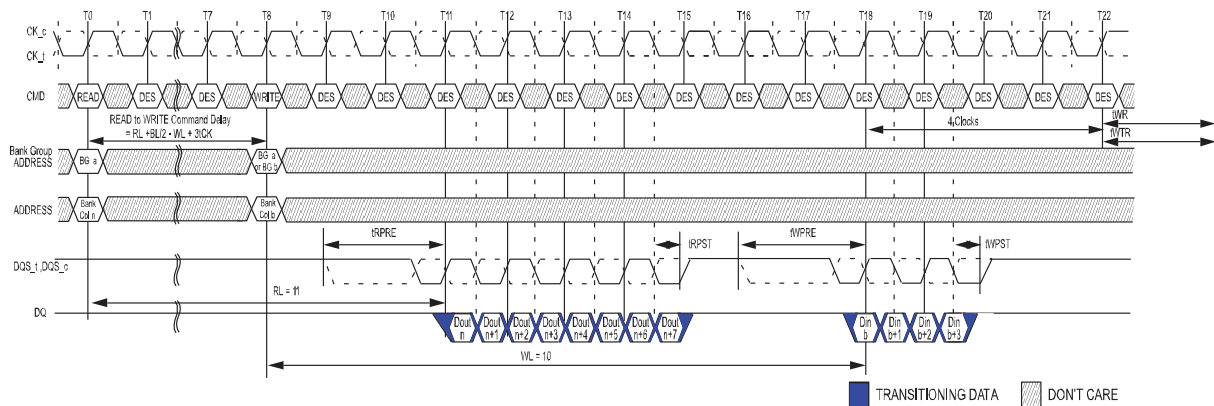 T0 T1 T7 T8 T9 T10 T11 T12 T13 T14 T15 T16 T17 T18 T19 T20 T21 T22
CK_c
CK_t
CMD READ DES DES WRITE DES DES DES DES DES DES DES DES DES DES DES DES DES DES
READ to WRITE Command Delay
= RL +BL/2 - WL + 3tCK
4 Clocks
tWR
tWTR
Bank Group
ADDRESS
BG a
BG a
or BG b
ADDRESS
Bank
Col n
Bank
Col b
tRPRE tRPST tWPRE tWPST
DQS_t ,DQS_c
RL = 11
DQ
Dout
n
Dout
n+1
Dout
n+2
Dout
n+3
Dout
n+4
Dout
n+5
Dout
n+6
Dout
n+7
Din
b
Din
b+1
Din
b+2
Din
b+3
WL = 10
TRANSITIONING DATA
DON'T CARE